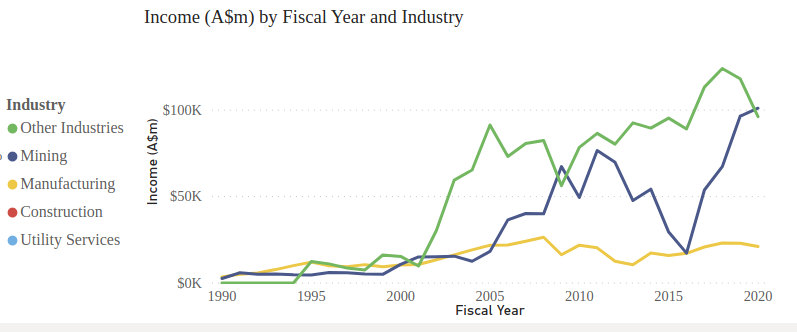 Income (A$m) by Fiscal Year and Industry
Industry
Other Industries
Mining
Manufacturing
Construction
Utility Services
Income (A$m)
$100K
$50K
$0K
1990 1995 2000 2005 2010 2015 2020
Fiscal Year